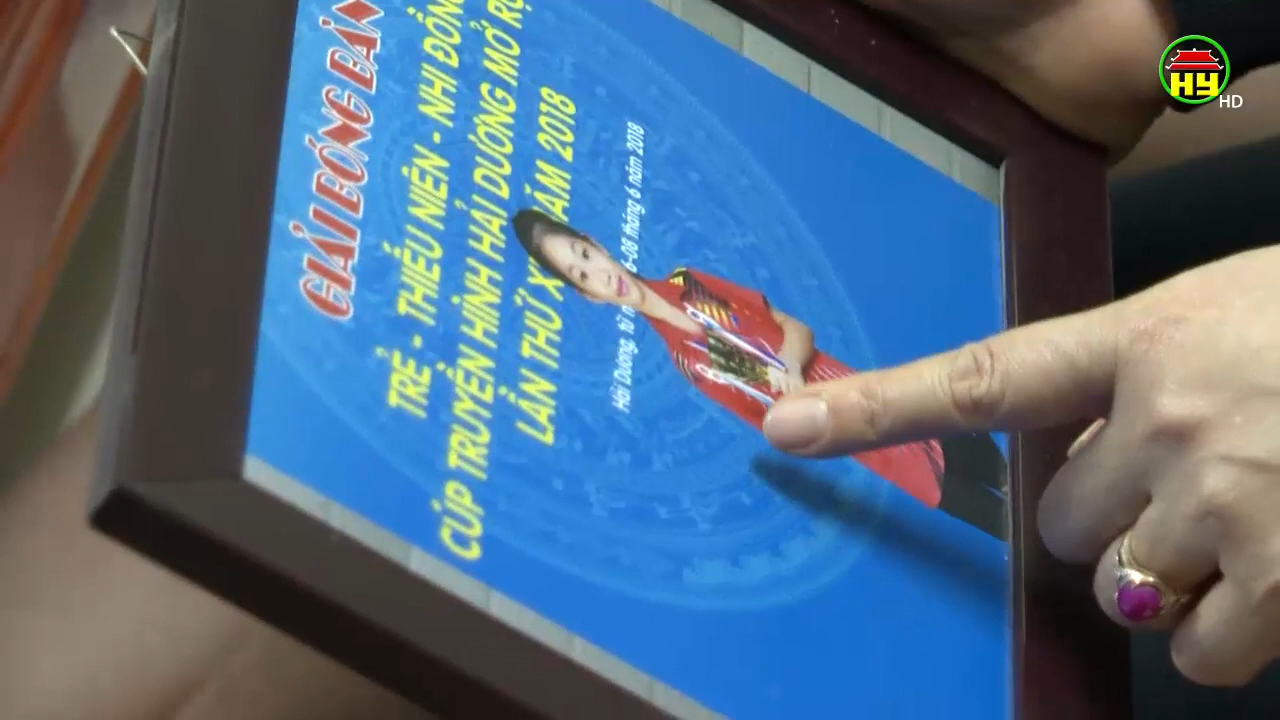 GIẢI BÓNG BÀN
TRẺ - THIẾU NIÊN - NHI ĐỒNG
CÚP TRUYỀN HÌNH HẢI DƯƠNG MỞ
LẦN THỨ NĂM 2018
Hải Dương, từ tháng 6 năm 2018
HY
HD